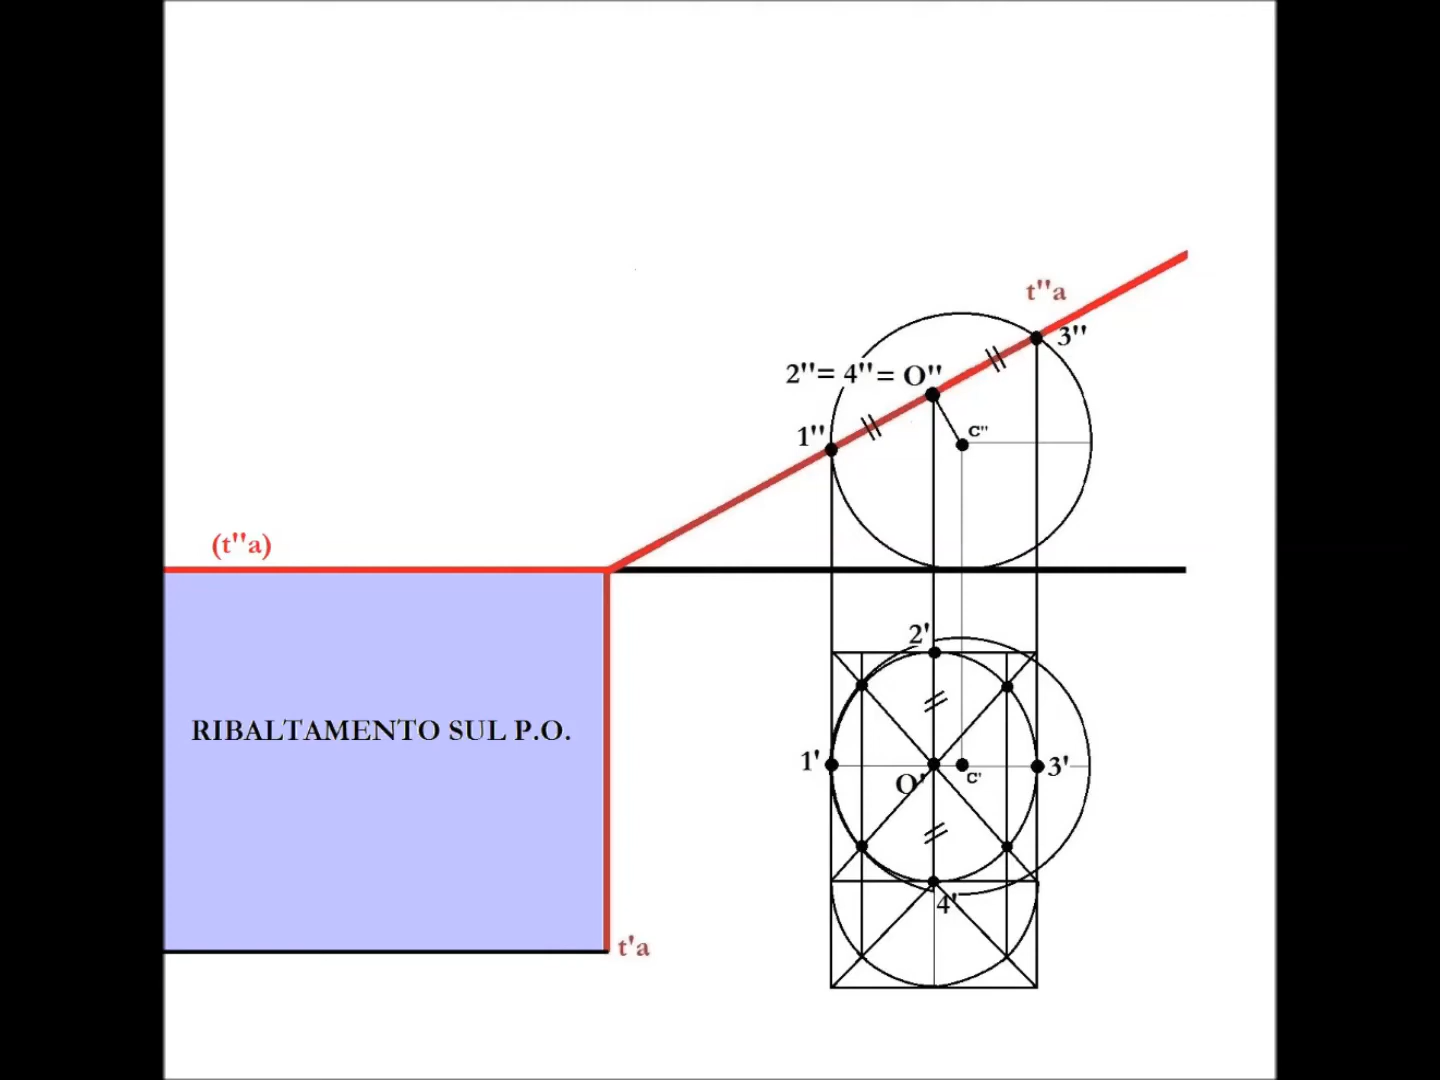 t"a
3"
2"= 4"= O"
1"
C"
(t"a)
2'
RIBALTAMENTO SUL P.O.
1'
3'
O'
C'
4'
t'a